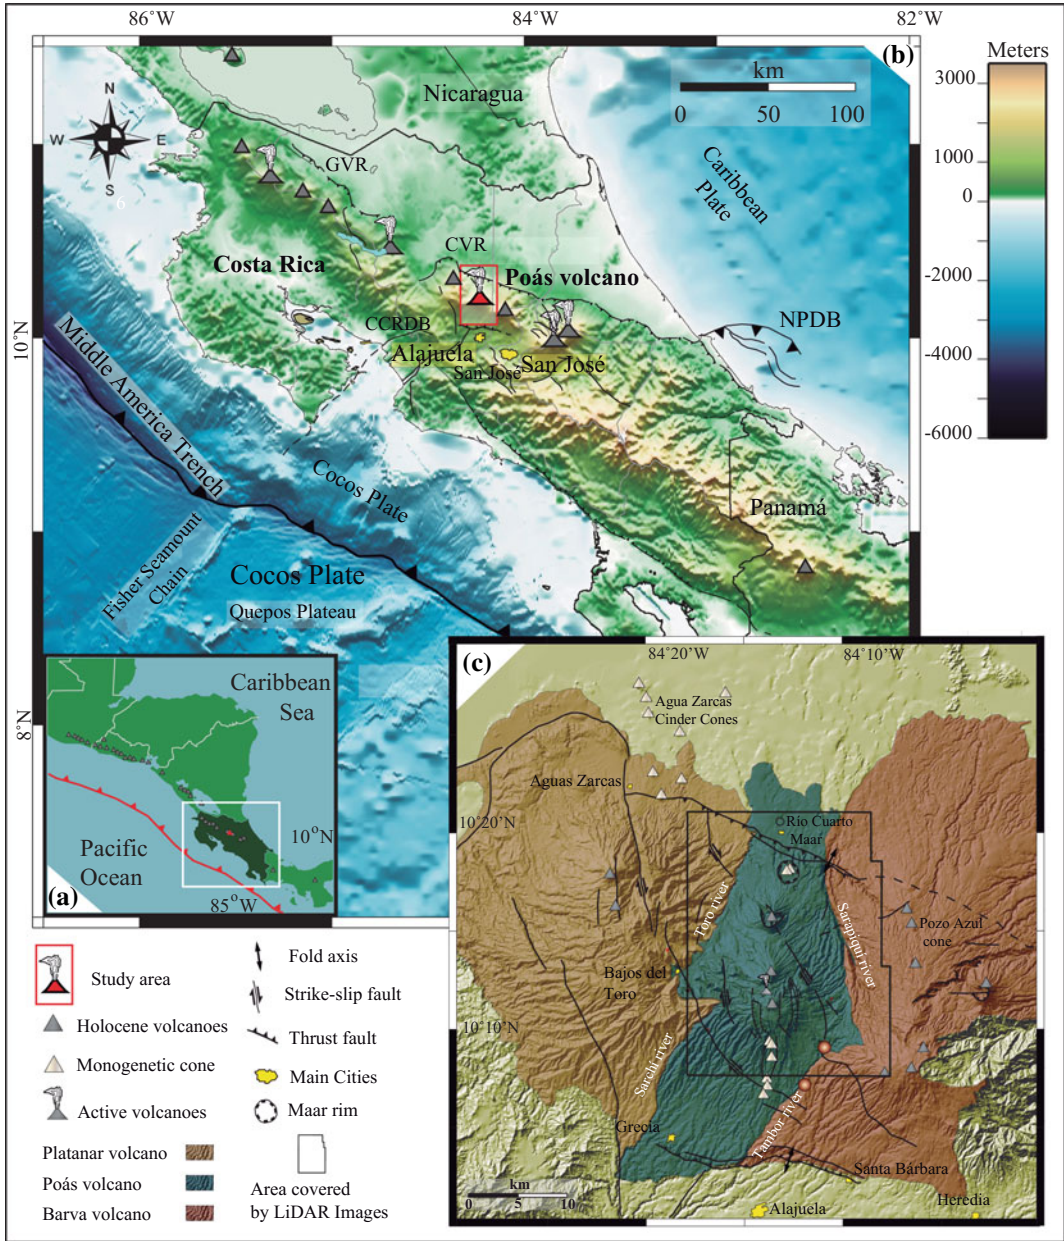 86°W
84°W
82°W
(b)
Meters
3000
1000
0
-2000
-4000
-6000
km
0
50
100
N
W
E
S
6
Nicaragua
GVR
Caribbean
Plate
Costa Rica
CVR
Poás volcano
CCRDB
NPDB
Alajuela
San José
San José
10°N
Middle America Trench
Cocos Plate
Panamá
Fisher Seamount
Chain
Cocos Plate
Quepos Plateau
8°N
Caribbean
Sea
10°N
Pacific
Ocean
85°W
(a)
(c)
84°20'W
84°10'W
Agua Zarcas
Cinder Cones
Aguas Zarcas
10°20'N
Río Cuarto
Maar
Toro river
Sarapiquí river
Pozo Azul
cone
Bajos del
Toro
10°10'N
Sarchí river
Grecia
Tambor river
Santa Bárbara
km
0
5
10
Alajuela
Heredia
Study area
Holocene volcanoes
Monogenetic cone
Active volcanoes
Platanar volcano
Poás volcano
Barva volcano
Fold axis
Strike-slip fault
Thrust fault
Main Cities
Maar rim
Area covered
by LiDAR Images